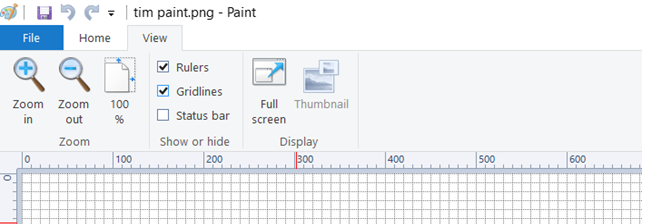 tim paint.png - Paint
File Home View
Rulers
Gridlines
Status bar
Zoom in
Zoom out
100 %
Full screen
Thumbnail
Zoom
Show or hide
Display
0 100 200 300 400 500 600
0